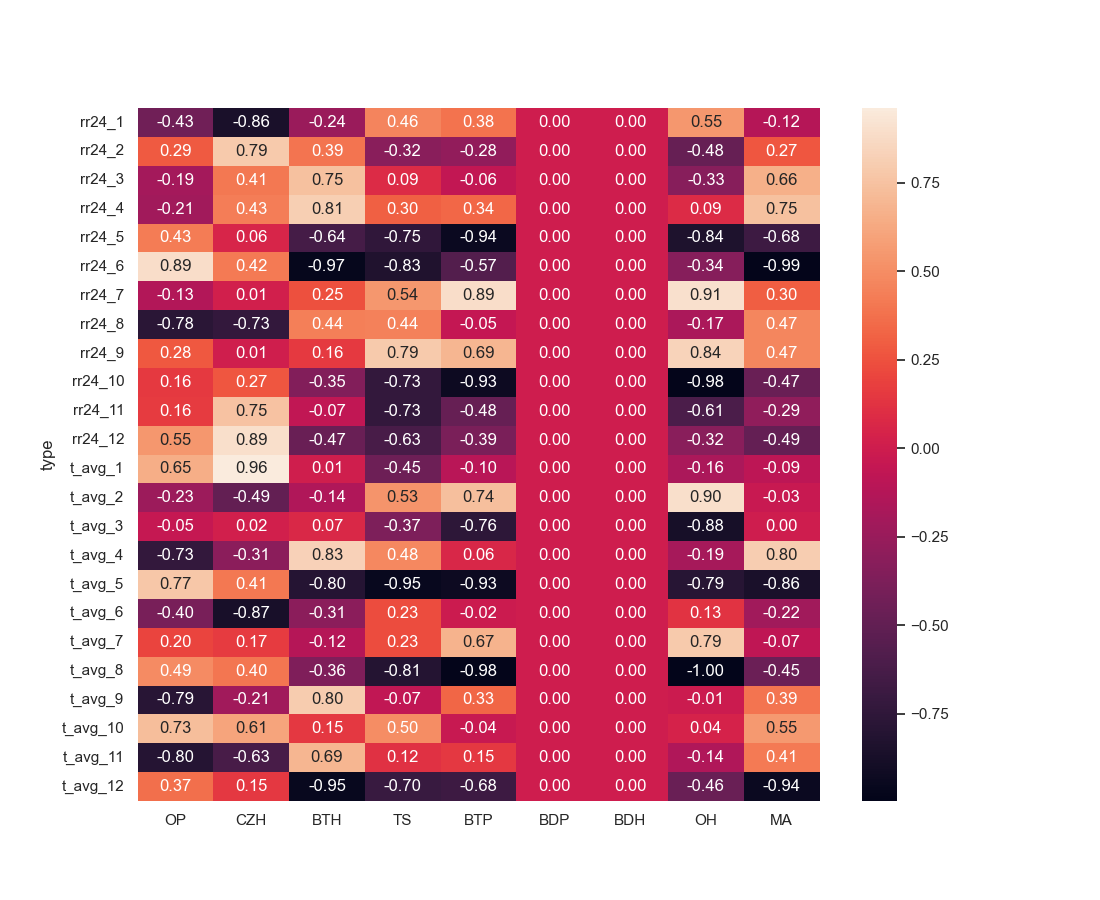 rr24_1 -0.43 -0.86 -0.24 0.46 0.38 0.00 0.00 0.55 -0.12
rr24_2 0.29 0.79 0.39 -0.32 -0.28 0.00 0.00 -0.48 0.27
rr24_3 -0.19 0.41 0.75 0.09 -0.06 0.00 0.00 -0.33 0.66
rr24_4 -0.21 0.43 0.81 0.30 0.34 0.00 0.00 0.09 0.75
rr24_5 0.43 0.06 -0.64 -0.75 -0.94 0.00 0.00 -0.84 -0.68
rr24_6 0.89 0.42 -0.97 -0.83 -0.57 0.00 0.00 -0.34 -0.99
rr24_7 -0.13 0.01 0.25 0.54 0.89 0.00 0.00 0.91 0.30
rr24_8 -0.78 -0.73 0.44 0.44 -0.05 0.00 0.00 -0.17 0.47
rr24_9 0.28 0.01 0.16 0.79 0.69 0.00 0.00 0.84 0.47
rr24_10 0.16 0.27 -0.35 -0.73 -0.93 0.00 0.00 -0.98 -0.47
rr24_11 0.16 0.75 -0.07 -0.73 -0.48 0.00 0.00 -0.61 -0.29
rr24_12 0.55 0.89 -0.47 -0.63 -0.39 0.00 0.00 -0.32 -0.49
t_avg_1 0.65 0.96 0.01 -0.45 -0.10 0.00 0.00 -0.16 -0.09
t_avg_2 -0.23 -0.49 -0.14 0.53 0.74 0.00 0.00 0.90 -0.03
t_avg_3 -0.05 0.02 0.07 -0.37 -0.76 0.00 0.00 -0.88 0.00
t_avg_4 -0.73 -0.31 0.83 0.48 0.06 0.00 0.00 -0.19 0.80
t_avg_5 0.77 0.41 -0.80 -0.95 -0.93 0.00 0.00 -0.79 -0.86
t_avg_6 -0.40 -0.87 -0.31 0.23 -0.02 0.00 0.00 0.13 -0.22
t_avg_7 0.20 0.17 -0.12 0.23 0.67 0.00 0.00 0.79 -0.07
t_avg_8 0.49 0.40 -0.36 -0.81 -0.98 0.00 0.00 -1.00 -0.45
t_avg_9 -0.79 -0.21 0.80 -0.07 0.33 0.00 0.00 -0.01 0.39
t_avg_10 0.73 0.61 0.15 0.50 -0.04 0.00 0.00 0.04 0.55
t_avg_11 -0.80 -0.63 0.69 0.12 0.15 0.00 0.00 -0.14 0.41
t_avg_12 0.37 0.15 -0.95 -0.70 -0.68 0.00 0.00 -0.46 -0.94
OP CZH BTH TS BTP BDP BDH OH MA
type
0.75
0.50
0.25
0.00
−0.25
−0.50
−0.75